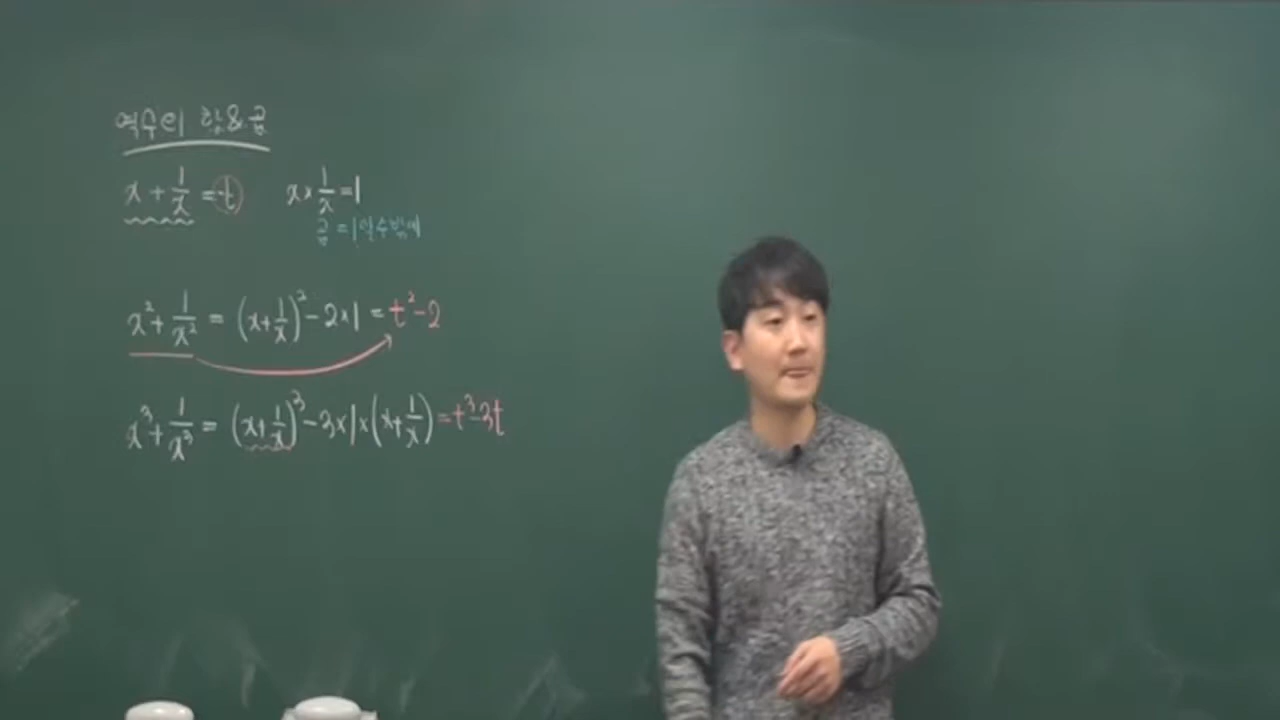 역수의 합&곱
x + 1/x = t   x × 1/x = 1
곱 = 1일수밖에
x² + 1/x² = (x + 1/x)² - 2×1 = t² - 2
x³ + 1/x³ = (x + 1/x)³ - 3×1×(x + 1/x) = t³ - 3t